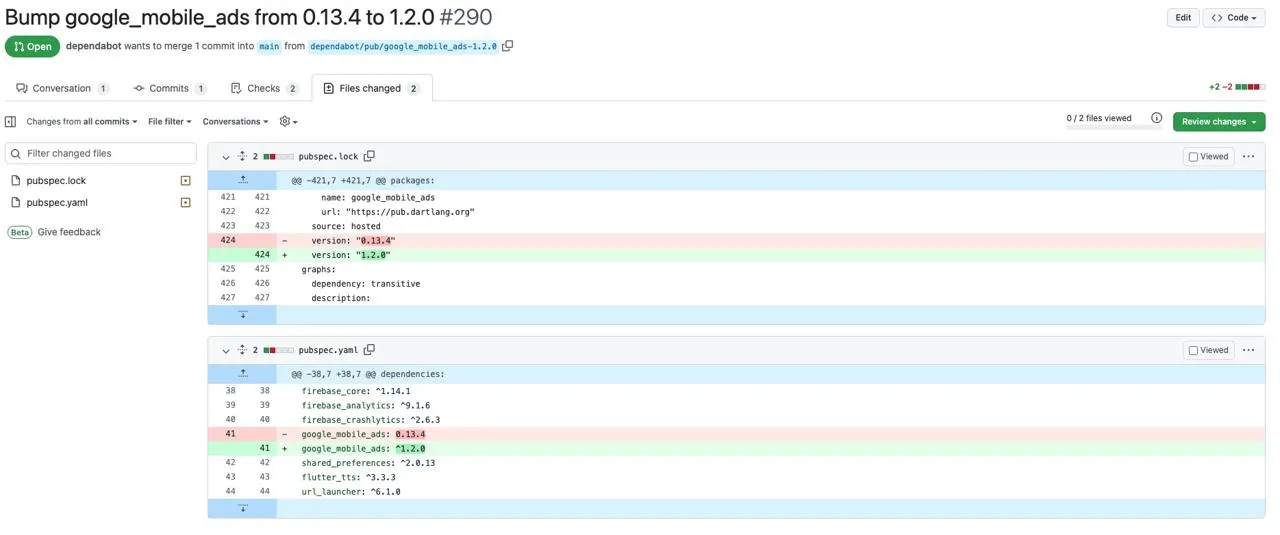 Bump google_mobile_ads from 0.13.4 to 1.2.0 #290
Edit
<> Code
Open
dependabot wants to merge 1 commit into main from dependabot/pub/google_mobile_ads-1.2.0
Conversation 1
Commits 1
Checks 2
Files changed 2
+2 −2
Changes from all commits
File filter
Conversations
0 / 2 files viewed
Review changes
Filter changed files
pubspec.lock
pubspec.yaml
Beta Give feedback
2 pubspec.lock
Viewed
@@ -421,7 +421,7 @@ packages:
421 421 name: google_mobile_ads
422 422 url: "https://pub.dartlang.org"
423 423 source: hosted
424 - version: "0.13.4"
424 + version: "1.2.0"
425 425 graphs:
426 426 dependency: transitive
427 427 description:
2 pubspec.yaml
Viewed
@@ -38,7 +38,7 @@ dependencies:
38 38 firebase_core: ^1.14.1
39 39 firebase_analytics: ^9.1.6
40 40 firebase_crashlytics: ^2.6.3
41 - google_mobile_ads: 0.13.4
41 + google_mobile_ads: ^1.2.0
42 42 shared_preferences: ^2.0.13
43 43 flutter_tts: ^3.3.3
44 44 url_launcher: ^6.1.0